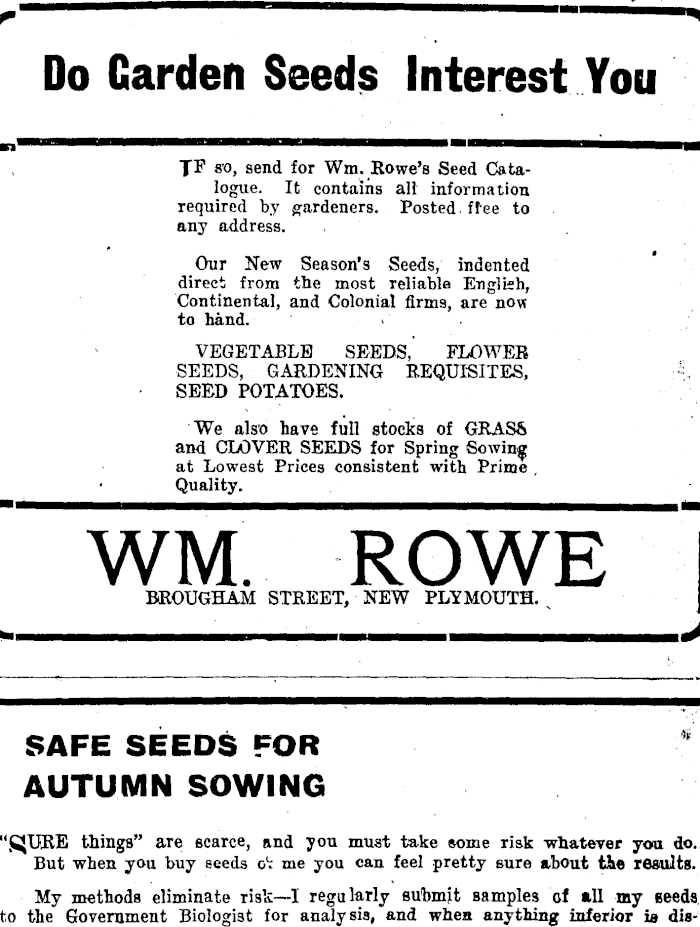 Do Garden Seeds Interest You
IF so, send for Wm. Rowe's Seed Cata-
logue. It contains all information
required by gardeners. Posted free to
any address.
Our New Season's Seeds, indented
direct from the most reliable English,
Continental, and Colonial firms, are now
to hand.
VEGETABLE SEEDS, FLOWER
SEEDS, GARDENING REQUISITES,
SEED POTATOES.
We also have full stocks of GRASS
and CLOVER SEEDS for Spring Sowing
at Lowest Prices consistent with Prime
Quality.
WM. ROWE
BROUGHAM STREET, NEW PLYMOUTH.
SAFE SEEDS FOR
AUTUMN SOWING
"SURE things" are scarce, and you must take some risk whatever you do.
But when you buy seeds of me you can feel pretty sure about the results.
My methods eliminate risk—I regularly submit samples of all my seeds
to the Government Biologist for analysis, and when anything inferior is dis-